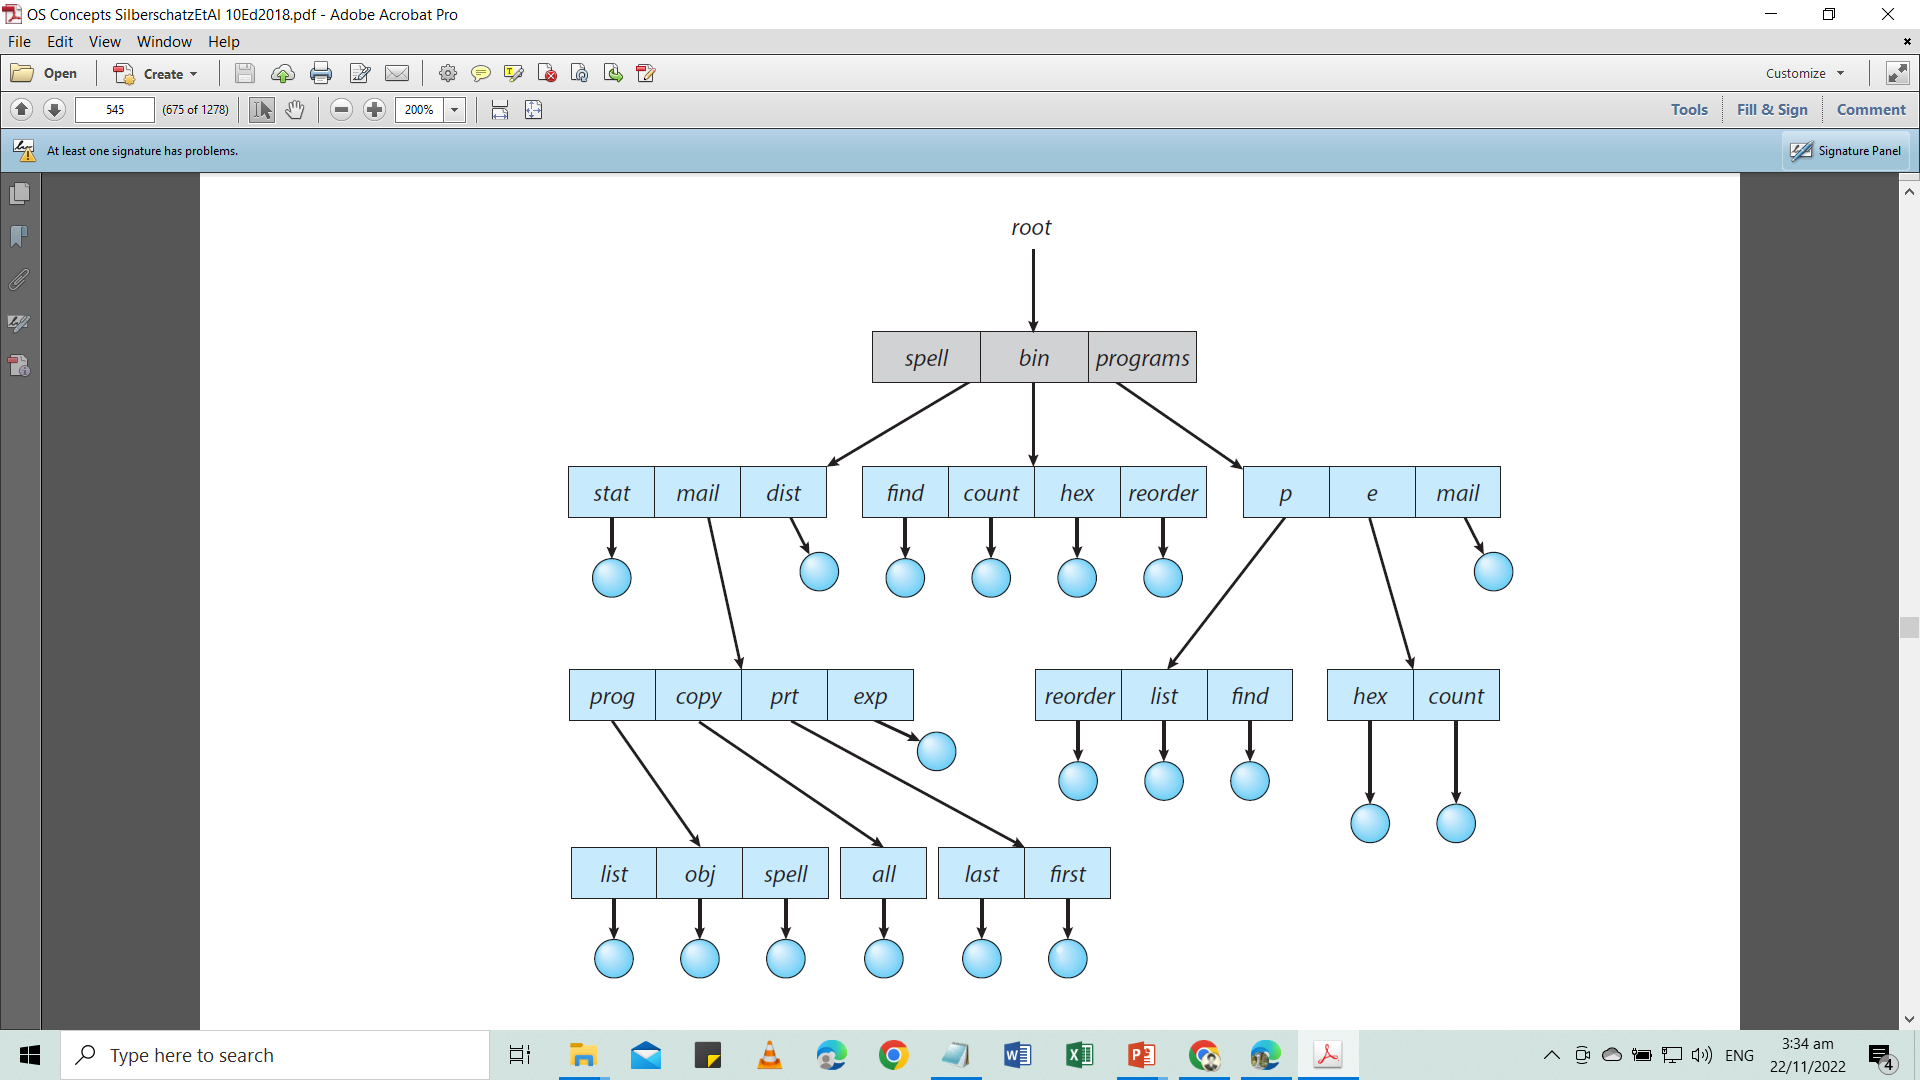 OS Concepts SilberschatzEtAl 10Ed2018.pdf - Adobe Acrobat Pro
File Edit View Window Help
Open Create Customize
545 (675 of 1278) 200% Tools Fill & Sign Comment
At least one signature has problems. Signature Panel
root
spell bin programs
stat mail dist find count hex reorder p e mail
prog copy prt exp reorder list find hex count
list obj spell all last first
Type here to search
ENG
3:34 am
22/11/2022
4